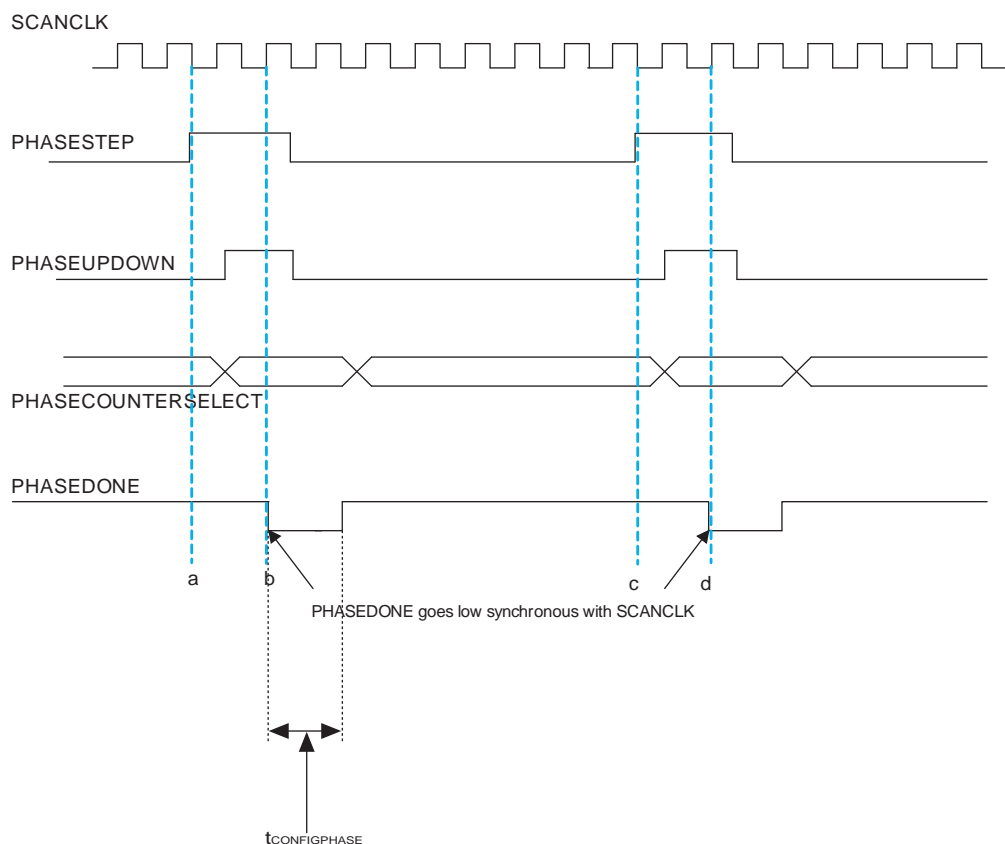 SCANCLK
PHASESTEP
PHASEUPDOWN
PHASECOUNTERSELECT
PHASEDONE
a
b
c
d
PHASEDONE goes low synchronous with SCANCLK
tCONFIGPHASE